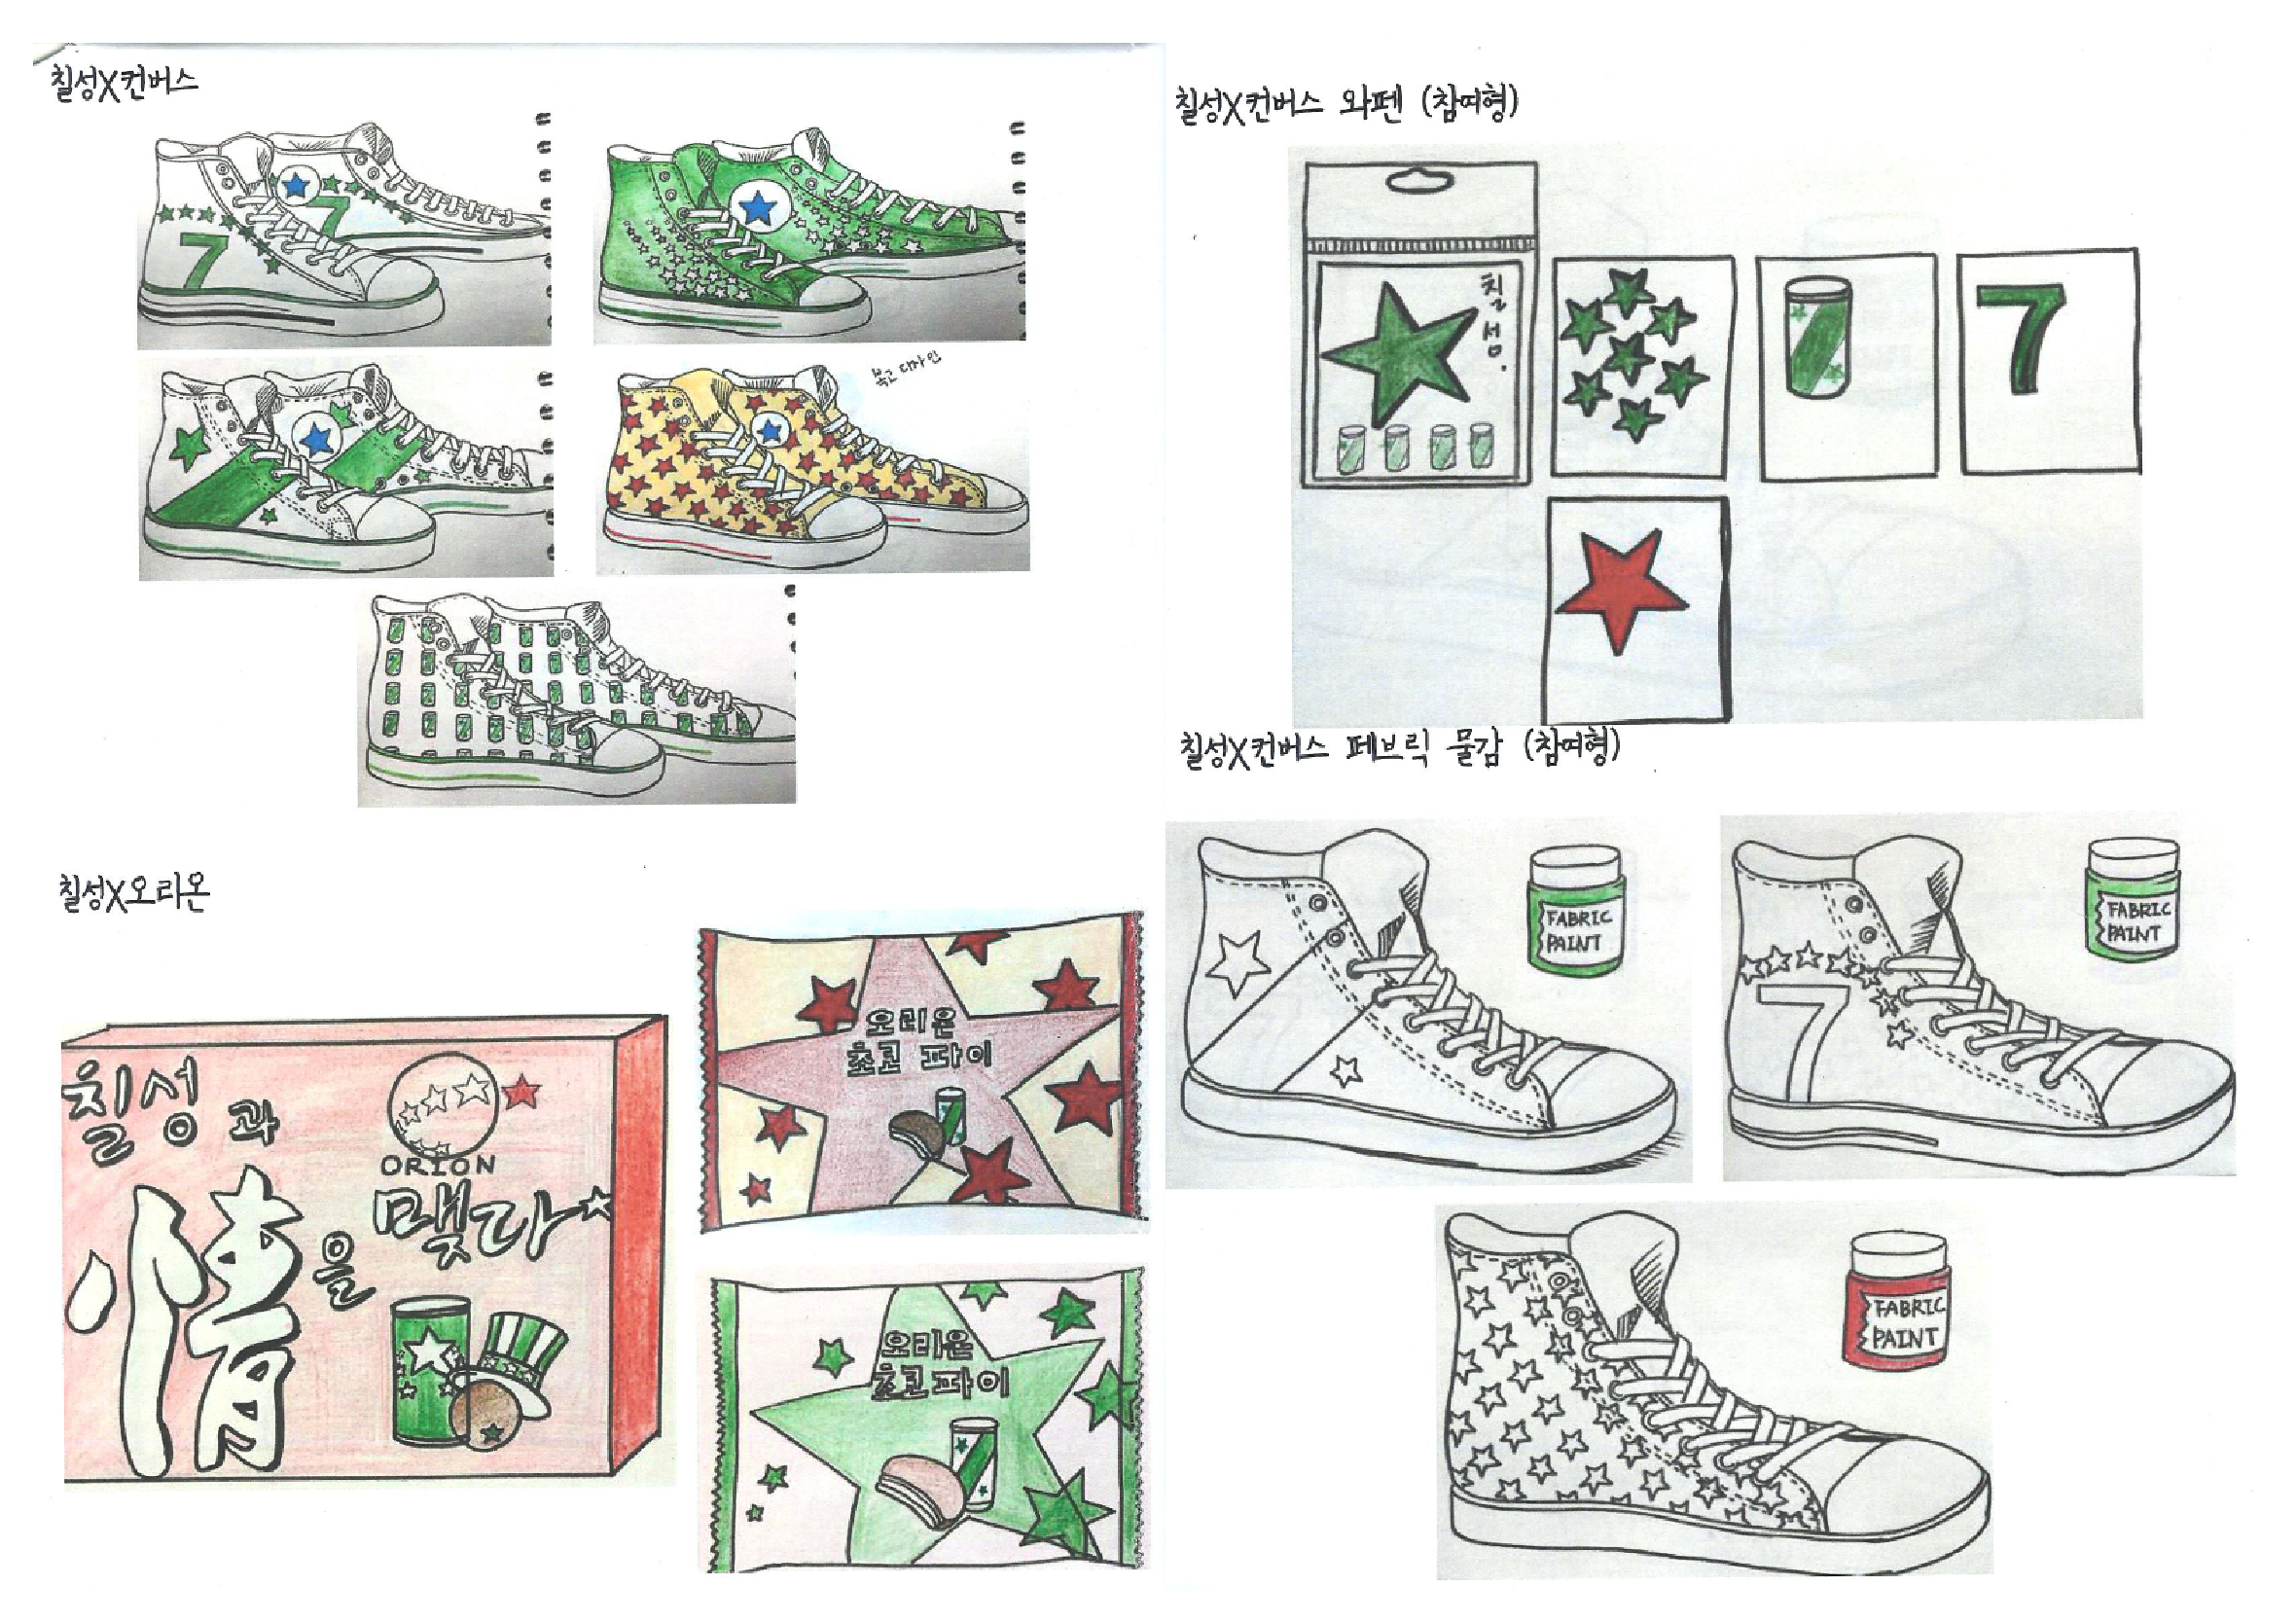 칠성X컨버스
7
7
복고 디자인
칠성X컨버스 와펜 (참여형)
칠성.
7
칠성X컨버스 페브릭 물감 (참여형)
FABRIC
PAINT
FABRIC
PAINT
7
FABRIC
PAINT
칠성X오리온
칠성과
情을
ORION
맺다
오리온
초코파이
오리온
초코파이